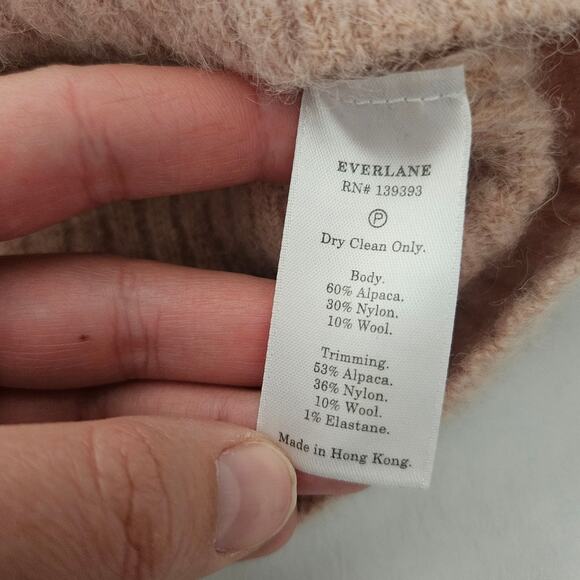 EVERLANE
RN# 139393
P
Dry Clean Only.
Body.
60% Alpaca.
30% Nylon.
10% Wool.
Trimming.
53% Alpaca.
36% Nylon.
10% Wool.
1% Elastane.
Made in Hong Kong.